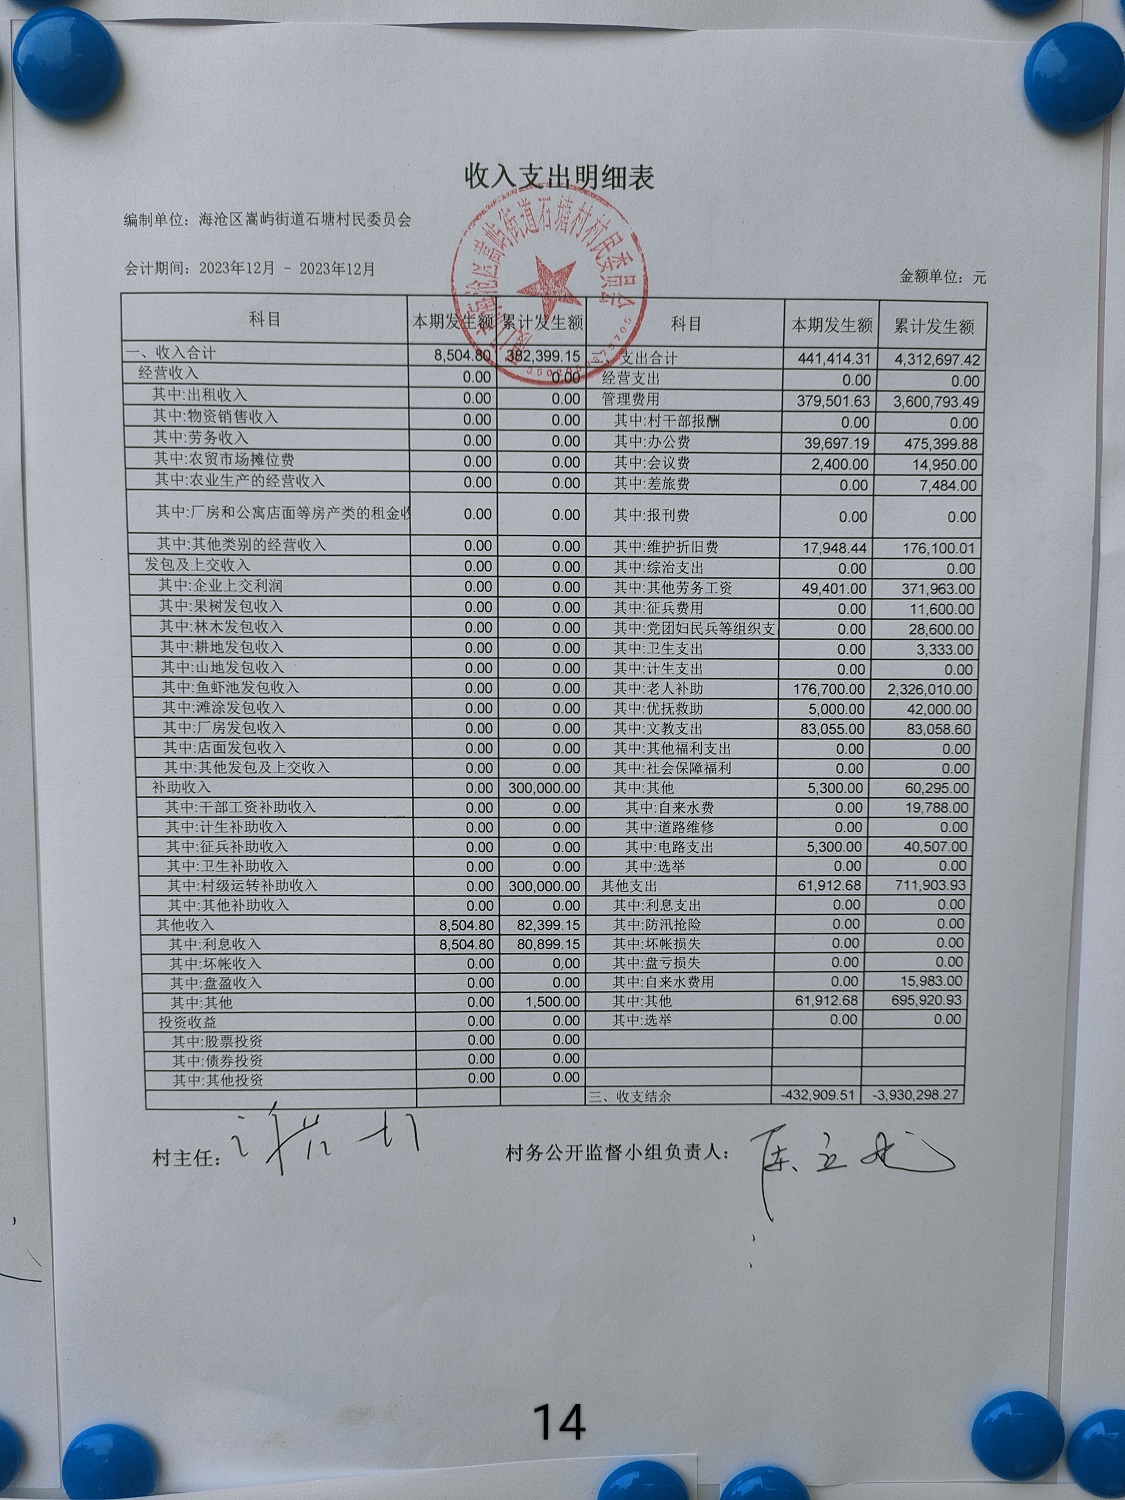 收入支出明细表
编制单位：海沧区嵩屿街道石塘村民委员会
会计期间：2023年12月 - 2023年12月 金额单位：元
科目 本期发生额 累计发生额 科目 本期发生额 累计发生额
一、收入合计 8,504.80 382,399.15 二、支出合计 441,414.31 4,312,697.42
经营收入 0.00 0.00 经营支出 0.00 0.00
其中:出租收入 0.00 0.00 管理费用 379,501.63 3,600,793.49
其中:物资销售收入 0.00 0.00 其中:村干部报酬 0.00 0.00
其中:劳务收入 0.00 0.00 其中:办公费 39,697.19 475,399.88
其中:农贸市场摊位费 0.00 0.00 其中:会议费 2,400.00 14,950.00
其中:农业生产的经营收入 0.00 0.00 其中:差旅费 0.00 7,484.00
其中:厂房和公寓店面等房产类的租金收 0.00 0.00 其中:报刊费 0.00 0.00
其中:其他类别的经营收入 0.00 0.00 其中:维护折旧费 17,948.44 176,100.01
发包及上交收入 0.00 0.00 其中:综治支出 0.00 0.00
其中:企业上交利润 0.00 0.00 其中:其他劳务工资 49,401.00 371,963.00
其中:果树发包收入 0.00 0.00 其中:征兵费用 0.00 11,600.00
其中:林木发包收入 0.00 0.00 其中:党团妇民兵等组织支 0.00 28,600.00
其中:耕地发包收入 0.00 0.00 其中:卫生支出 0.00 3,333.00
其中:山地发包收入 0.00 0.00 其中:计生支出 0.00 0.00
其中:鱼虾池发包收入 0.00 0.00 其中:老人补助 176,700.00 2,326,010.00
其中:滩涂发包收入 0.00 0.00 其中:优抚救助 5,000.00 42,000.00
其中:厂房发包收入 0.00 0.00 其中:文教支出 83,055.00 83,058.60
其中:店面发包收入 0.00 0.00 其中:其他福利支出 0.00 0.00
其中:其他发包及上交收入 0.00 0.00 其中:社会保障福利 0.00 0.00
补助收入 0.00 300,000.00 其中:其他 5,300.00 60,295.00
其中:干部工资补助收入 0.00 0.00 其中:自来水费 0.00 19,788.00
其中:计生补助收入 0.00 0.00 其中:道路维修 0.00 0.00
其中:征兵补助收入 0.00 0.00 其中:电路支出 5,300.00 40,507.00
其中:卫生补助收入 0.00 0.00 其中:选举 0.00 0.00
其中:村级运转补助收入 0.00 300,000.00 其他支出 61,912.68 711,903.93
其中:其他补助收入 0.00 0.00 其中:利息支出 0.00 0.00
其他收入 8,504.80 82,399.15 其中:防汛抢险 0.00 0.00
其中:利息收入 8,504.80 80,899.15 其中:坏帐损失 0.00 0.00
其中:坏帐收入 0.00 0.00 其中:盘亏损失 0.00 0.00
其中:盘盈收入 0.00 0.00 其中:自来水费用 0.00 15,983.00
其中:其他 0.00 1,500.00 其中:其他 61,912.68 695,920.93
投资收益 0.00 0.00 其中:选举 0.00 0.00
其中:股票投资 0.00 0.00
其中:债券投资 0.00 0.00
其中:其他投资 0.00 0.00
三、收支结余 -432,909.51 -3,930,298.27
村主任： 村务公开监督小组负责人：
14